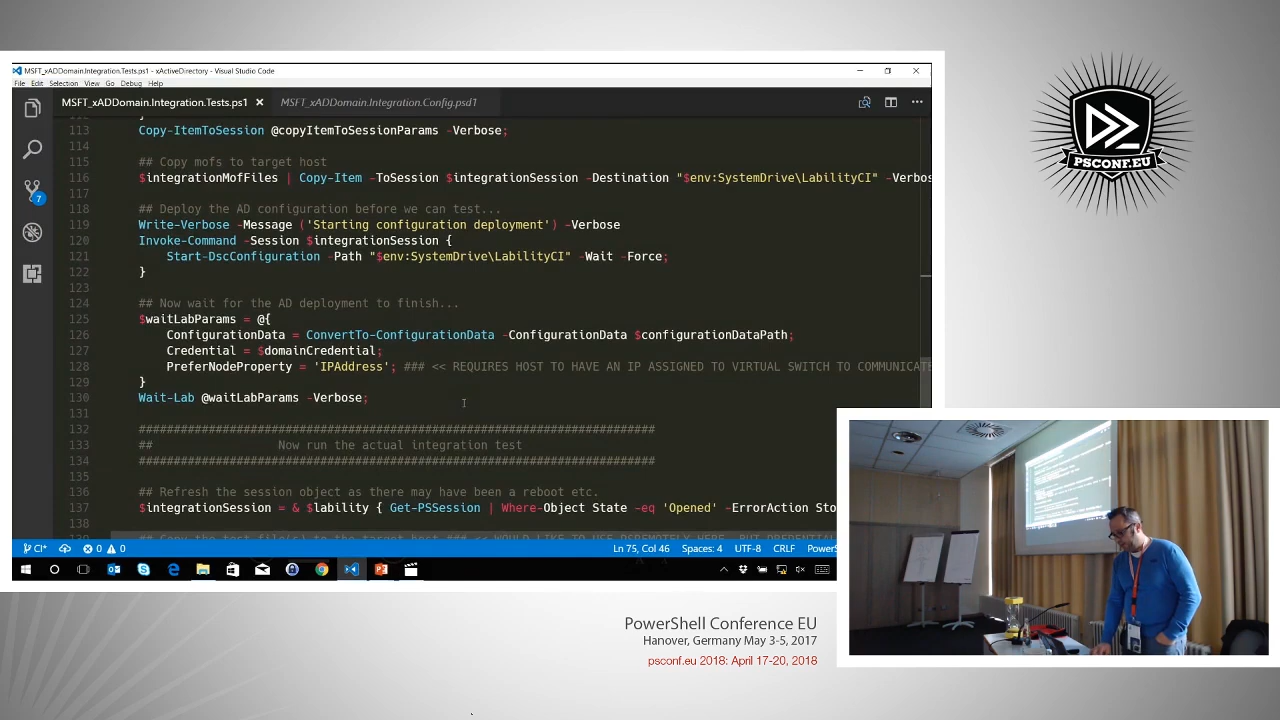 MSFT_xADDomain.Integration.Tests.ps1 - xActiveDirectory - Visual Studio Code
File Edit Selection View Go Debug Help
MSFT_xADDomain.Integration.Tests.ps1
MSFT_xADDomain.Integration.Config.psd1
113 Copy-ItemToSession @copyItemToSessionParams -Verbose;
114
115 ## Copy mofs to target host
116 $integrationMofFiles | Copy-Item -ToSession $integrationSession -Destination "$env:SystemDrive\LabilityCI" -Verbos
117
118 ## Deploy the AD configuration before we can test...
119 Write-Verbose -Message ('Starting configuration deployment') -Verbose
120 Invoke-Command -Session $integrationSession {
121 Start-DscConfiguration -Path "$env:SystemDrive\LabilityCI" -Wait -Force;
122 }
123
124 ## Now wait for the AD deployment to finish...
125 $waitLabParams = @{
126 ConfigurationData = ConvertTo-ConfigurationData -ConfigurationData $configurationDataPath;
127 Credential = $domainCredential;
128 PreferNodeProperty = 'IPAddress'; ### << REQUIRES HOST TO HAVE AN IP ASSIGNED TO VIRTUAL SWITCH TO COMMUNICATE
129 }
130 Wait-Lab @waitLabParams -Verbose;
131
132 ##########################################################################
133 ## Now run the actual integration test
134 ##########################################################################
135
136 ## Refresh the session object as there may have been a reboot etc.
137 $integrationSession = & $lability { Get-PSSession | Where-Object State -eq 'Opened' -ErrorAction Sto
138
7
CI* 0 0 Ln 75, Col 46 Spaces: 4 UTF-8 CRLF PowerS
PSCONF.EU
PowerShell Conference EU
Hanover, Germany May 3-5, 2017
psconf.eu 2018: April 17-20, 2018